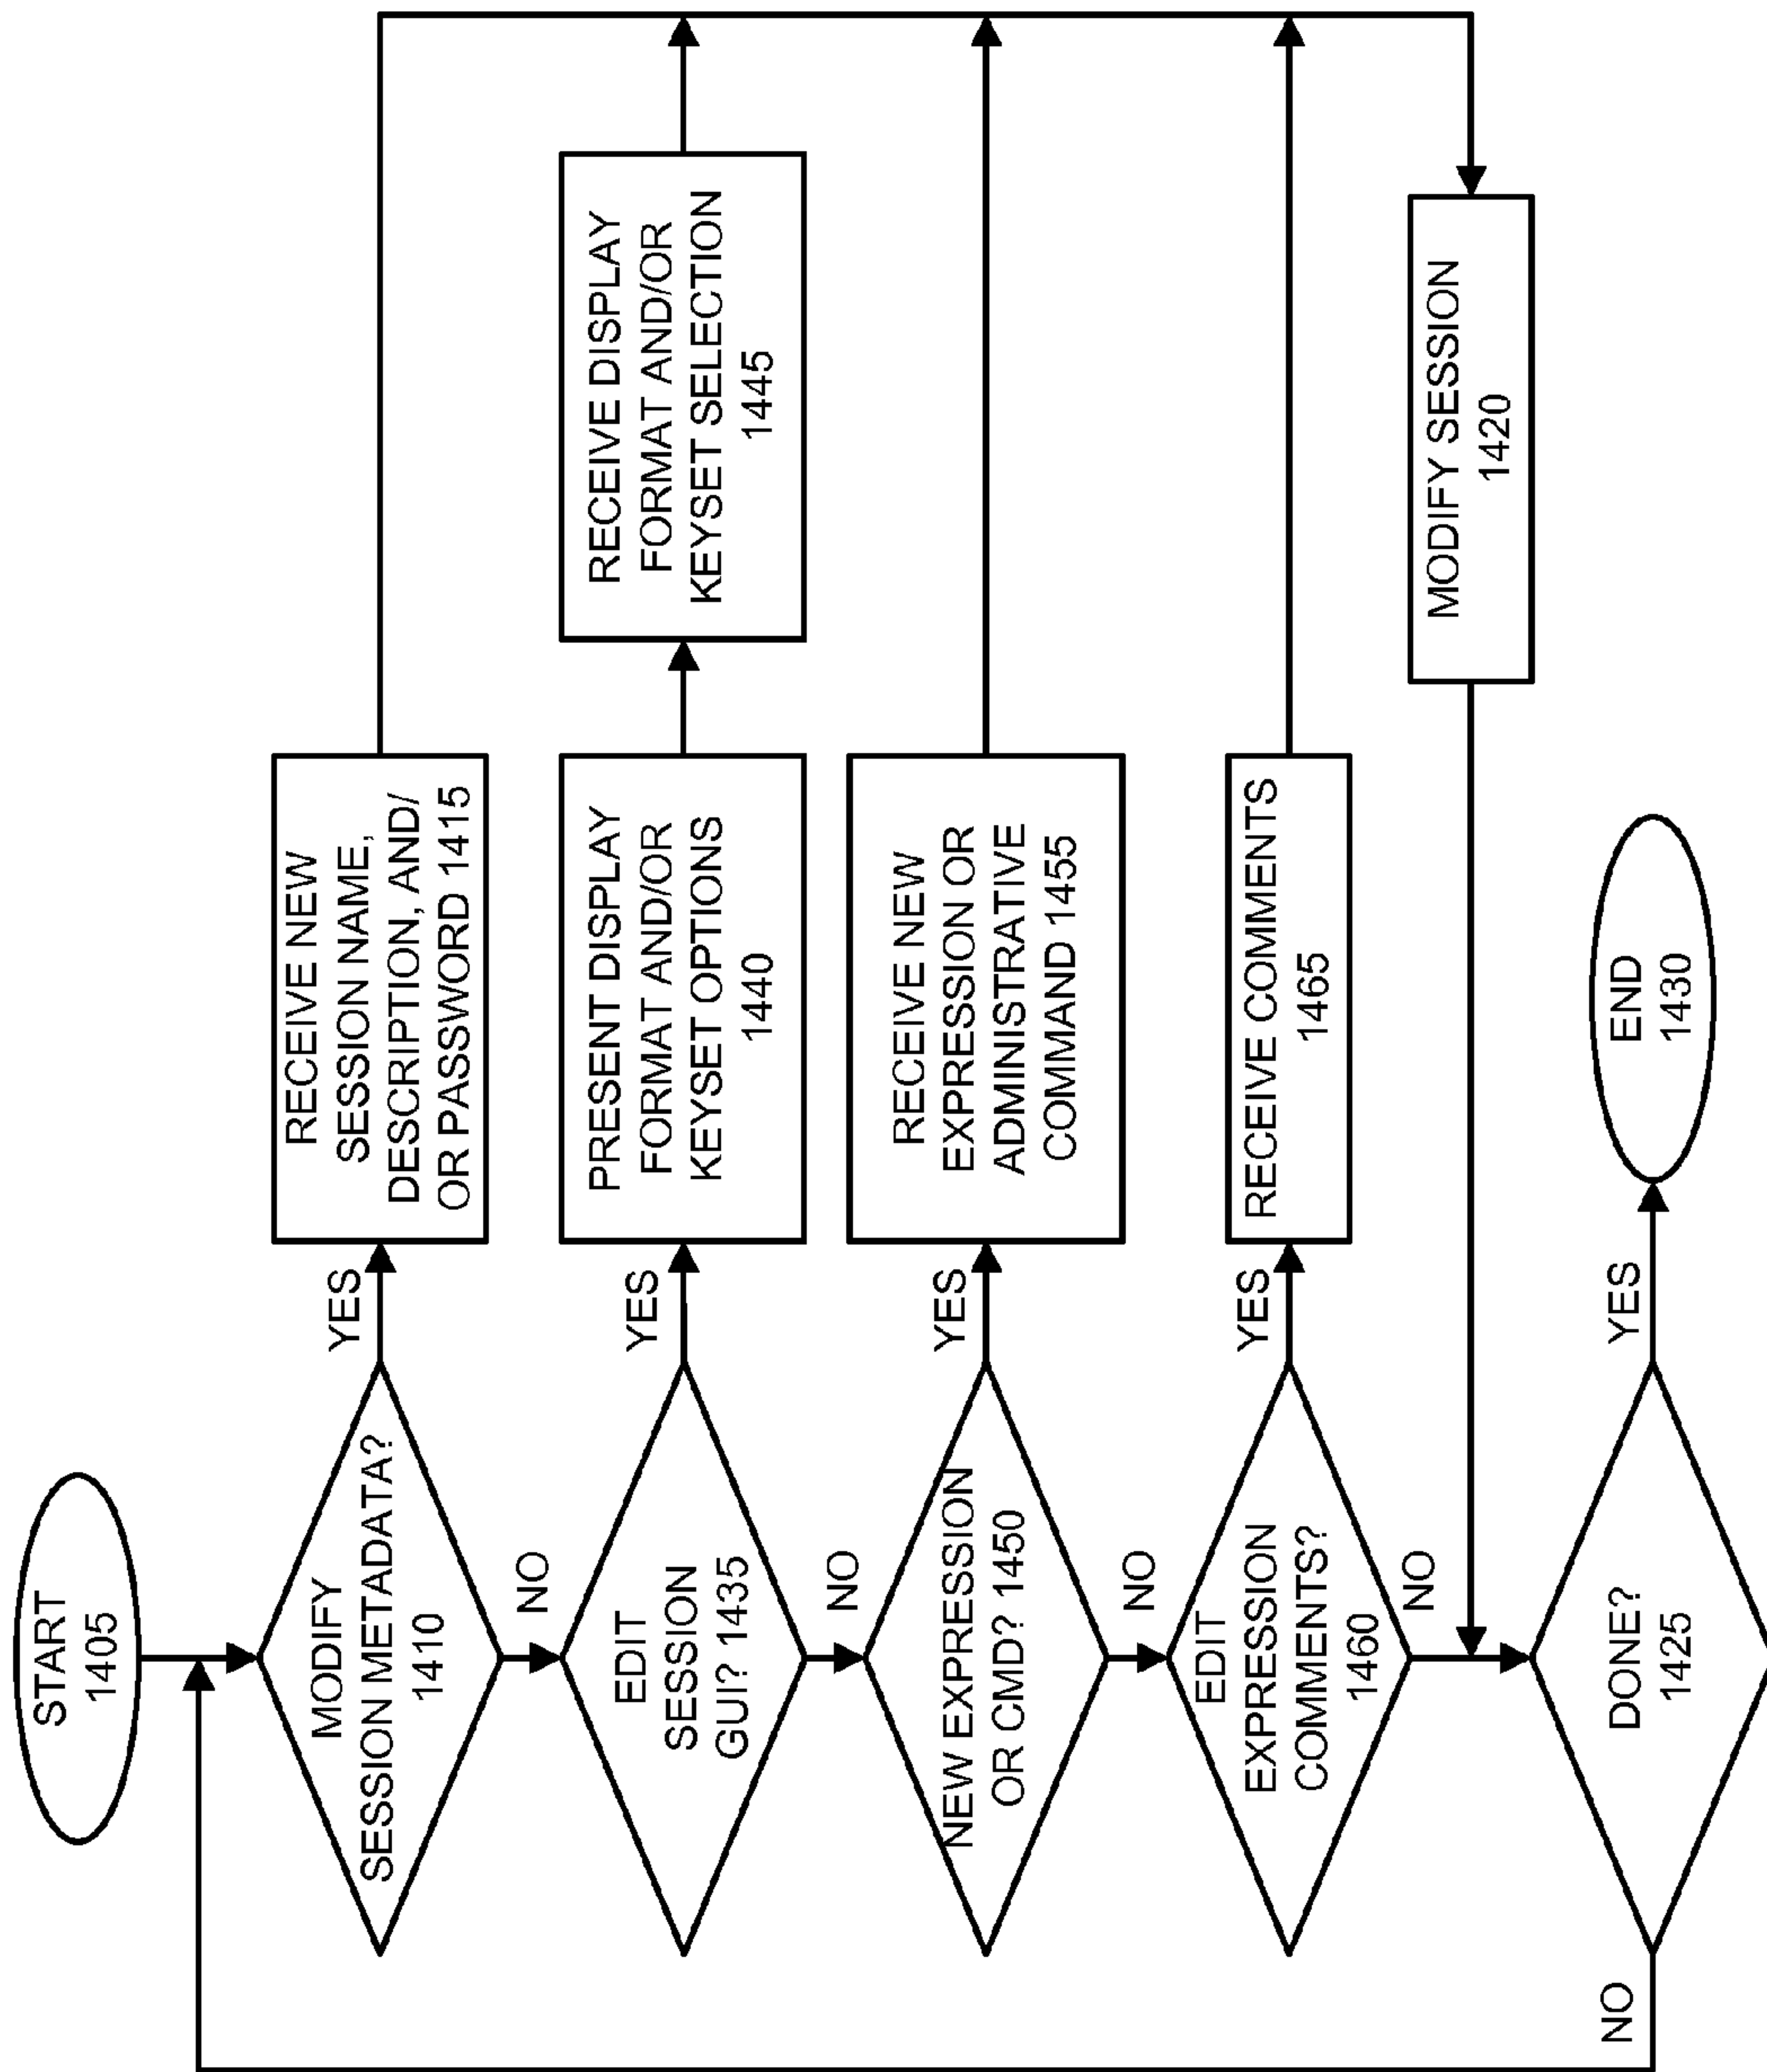 START
1405
MODIFY
SESSION METADATA?
1410
YES
RECEIVE NEW
SESSION NAME,
DESCRIPTION, AND/
OR PASSWORD 1415
NO
EDIT
SESSION
GUI? 1435
YES
PRESENT DISPLAY
FORMAT AND/OR
KEYSET OPTIONS
1440
RECEIVE DISPLAY
FORMAT AND/OR
KEYSET SELECTION
1445
NO
NEW EXPRESSION
OR CMD? 1450
YES
RECEIVE NEW
EXPRESSION OR
ADMINISTRATIVE
COMMAND 1455
NO
EDIT
EXPRESSION
COMMENTS?
1460
YES
RECEIVE COMMENTS
1465
MODIFY SESSION
1420
NO
DONE?
1425
YES
END
1430
NO